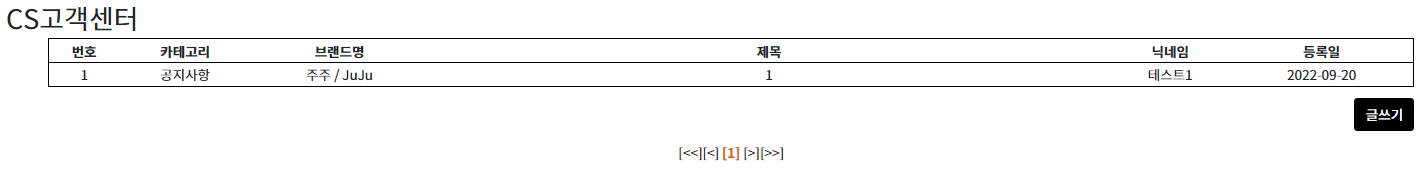 CS고객센터
번호 카테고리 브랜드명 제목 닉네임 등록일
1 공지사항 주주 / JuJu 1 테스트1 2022-09-20
글쓰기
[<<][<] [1] [>][>>]